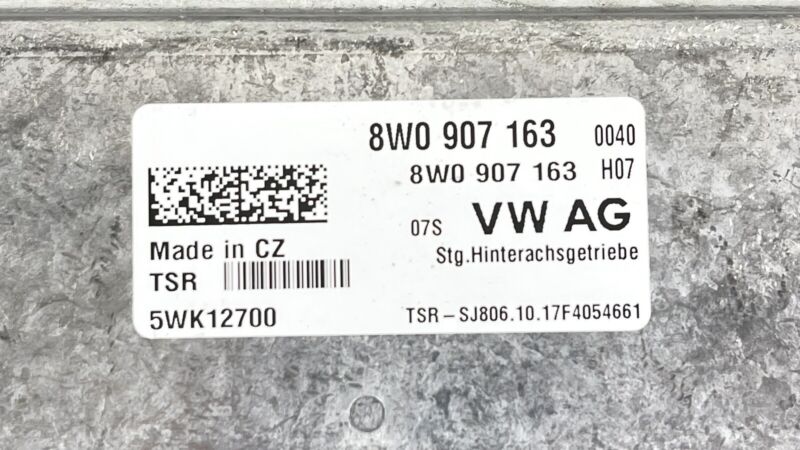 8W0 907 163 0040
8W0 907 163 H07
07S VW AG
Made in CZ
Stg.Hinterachsgetriebe
TSR
5WK12700
TSR-SJ806.10.17F4054661